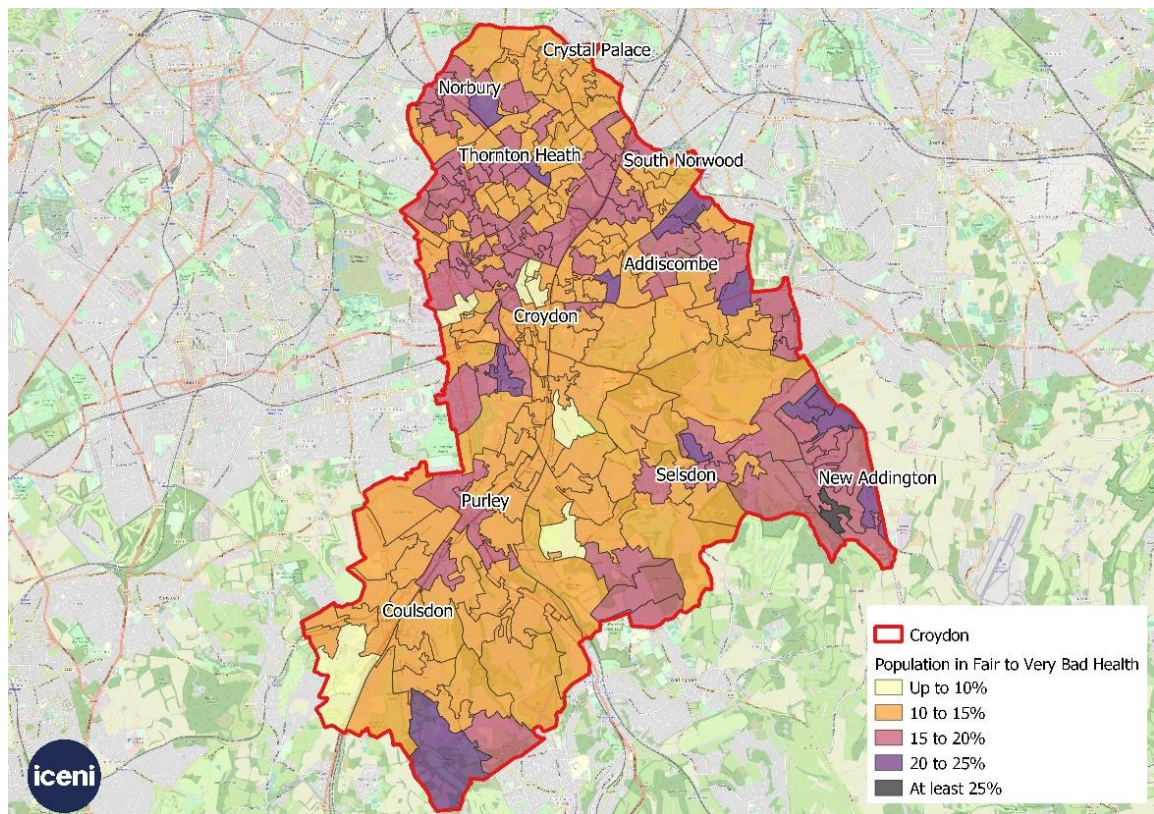 Crystal Palace
Norbury
Thornton Heath
South Norwood
Addiscombe
Croydon
Selsdon
New Addington
Purley
Coulsdon
Croydon
Population in Fair to Very Bad Health
Up to 10%
10 to 15%
15 to 20%
20 to 25%
At least 25%
iceni